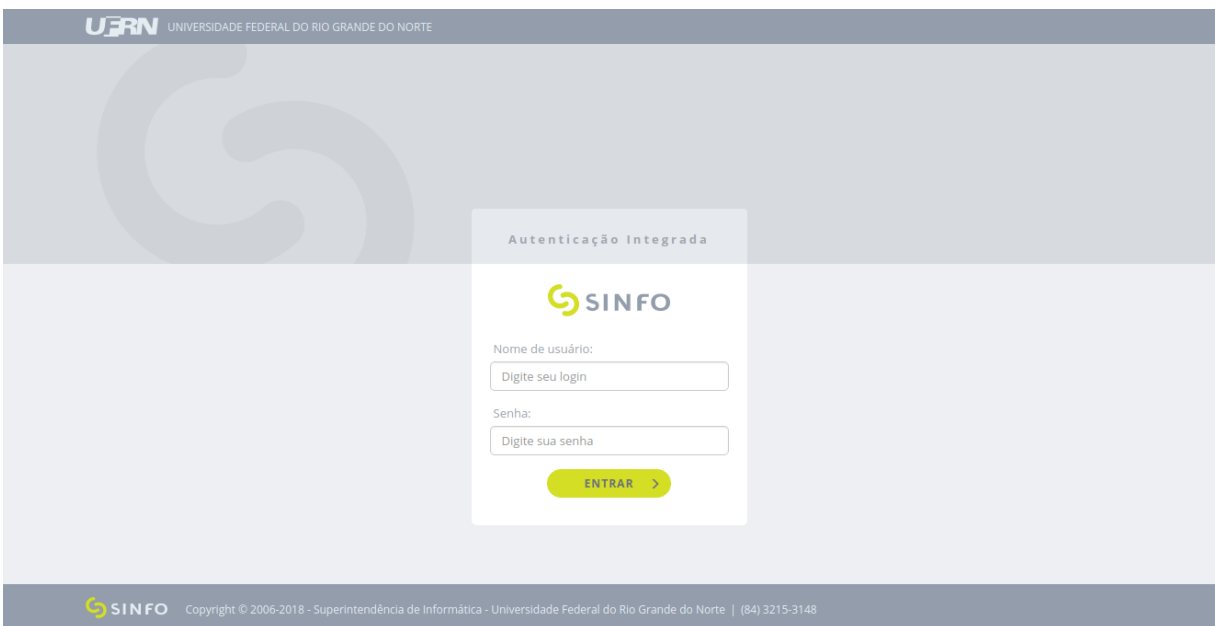 UFRN UNIVERSIDADE FEDERAL DO RIO GRANDE DO NORTE
Autenticação Integrada
SINFO
Nome de usuário:
Digite seu login
Senha:
Digite sua senha
ENTRAR
SINFO Copyright © 2006-2018 - Superintendência de Informática - Universidade Federal do Rio Grande do Norte | (84) 3215-3148